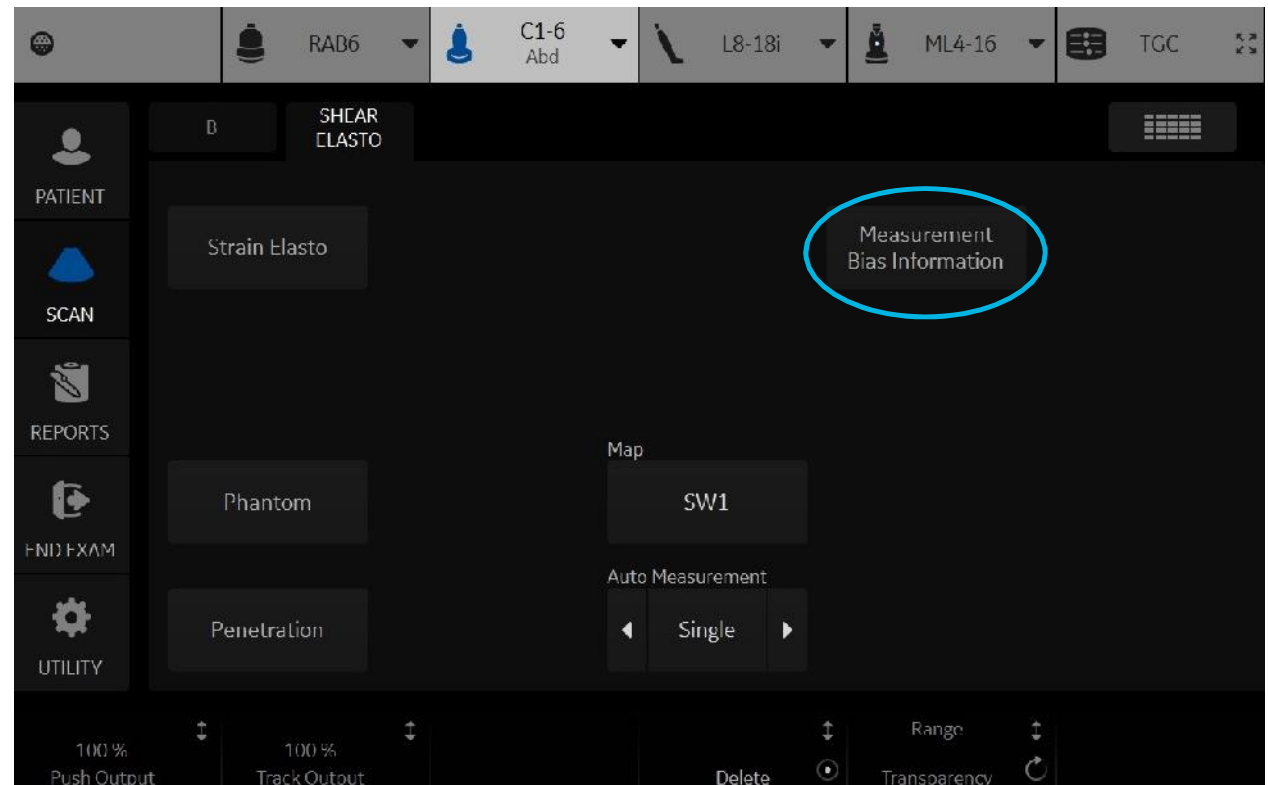 RAB6
C1-6
Abd
L8-18i
ML4-16
TGC
PATIENT
SCAN
REPORTS
END EXAM
UTILITY
B
SHEAR
ELASTO
Strain Elasto
Measurement
Bias Information
Phantom
Map
SW1
Penetration
Auto Measurement
Single
100 %
Push Output
100 %
Track Output
Delete
Range
Transparency